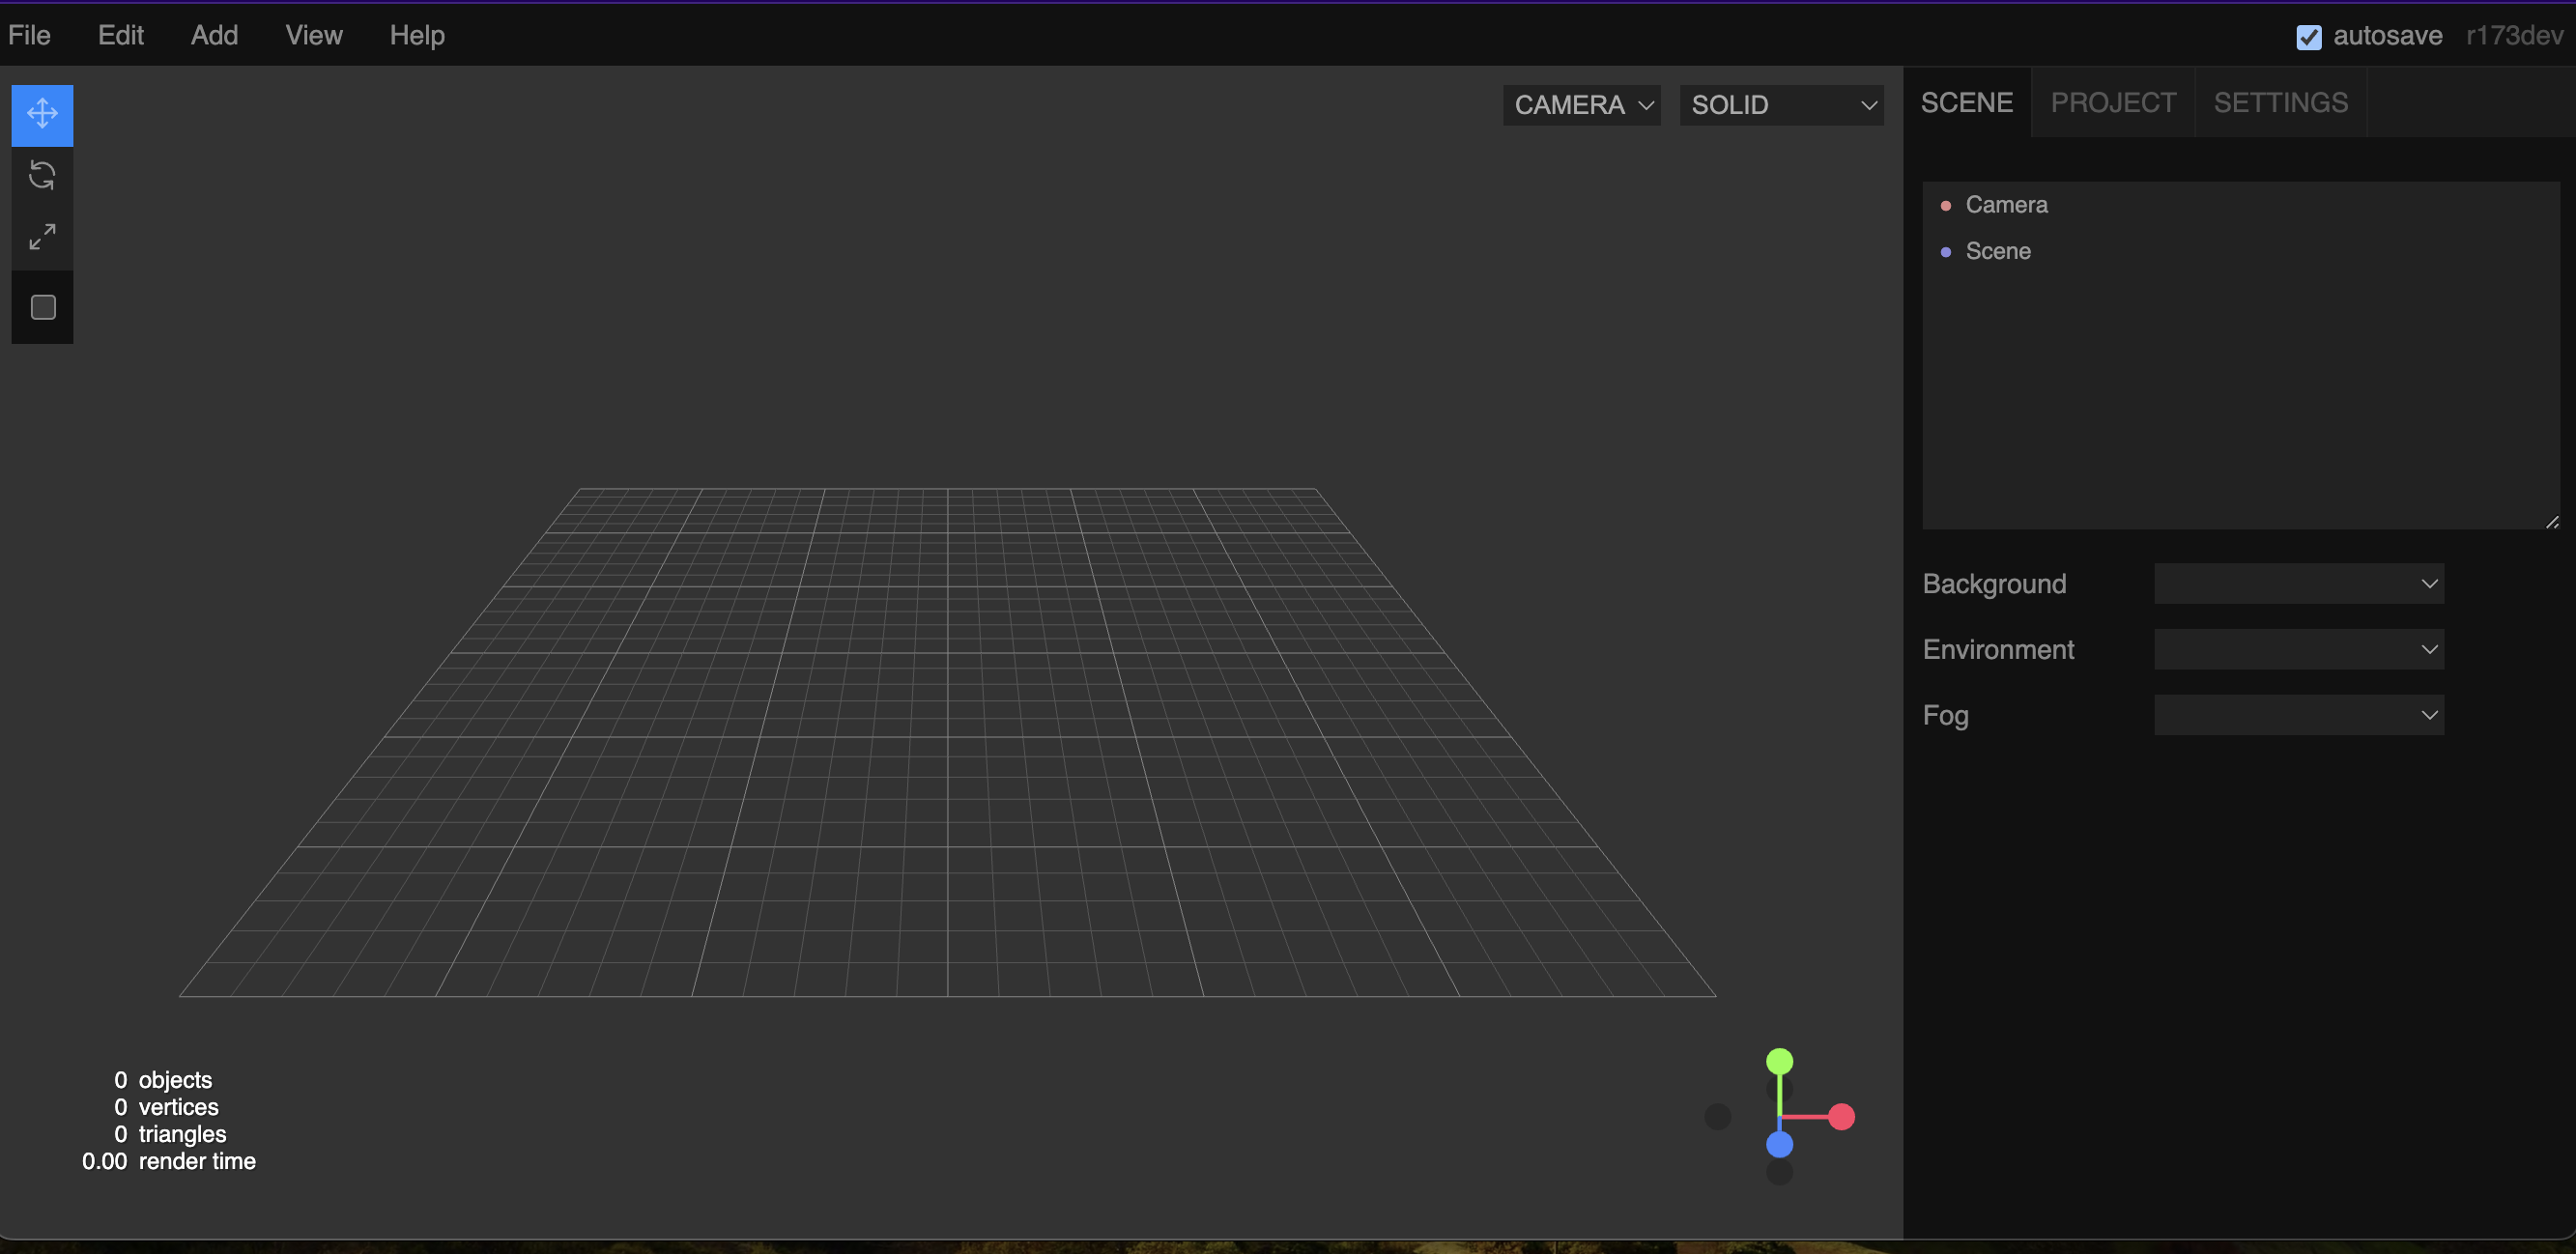 File Edit Add View Help autosave r173dev
CAMERA SOLID
SCENE PROJECT SETTINGS
Camera
Scene
Background
Environment
Fog
0 objects
0 vertices
0 triangles
0.00 render time